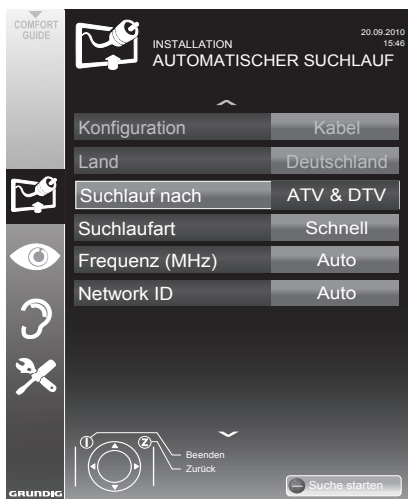 COMFORT
GUIDE
INSTALLATION
AUTOMATISCHER SUCHLAUF
20.09.2010
15:46
Konfiguration Kabel
Land Deutschland
Suchlauf nach ATV & DTV
Suchlaufart Schnell
Frequenz (MHz) Auto
Network ID Auto
Z
Beenden
Zurück
Suche starten
GRUNDIG